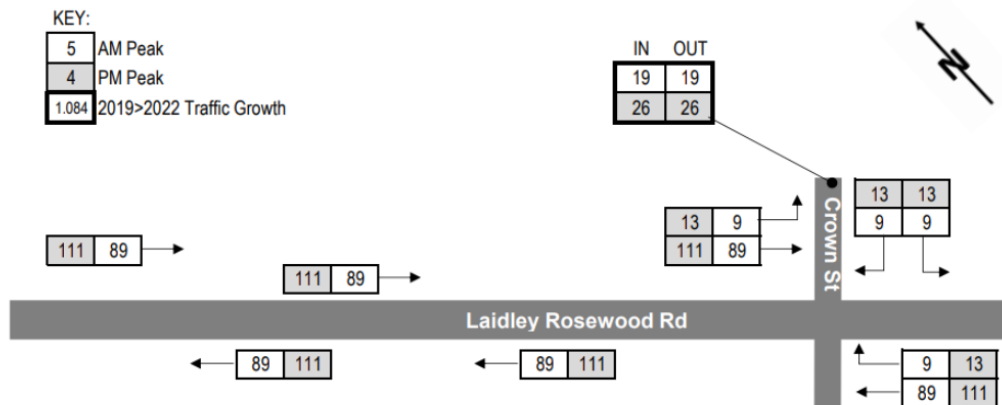 KEY:
5 AM Peak
4 PM Peak
1.084 2019>2022 Traffic Growth
N
IN OUT
19 19
26 26
Crown St
13 13
9 9
13 9
111 89
111 89
111 89
Laidley Rosewood Rd
89 111
89 111
9 13
89 111